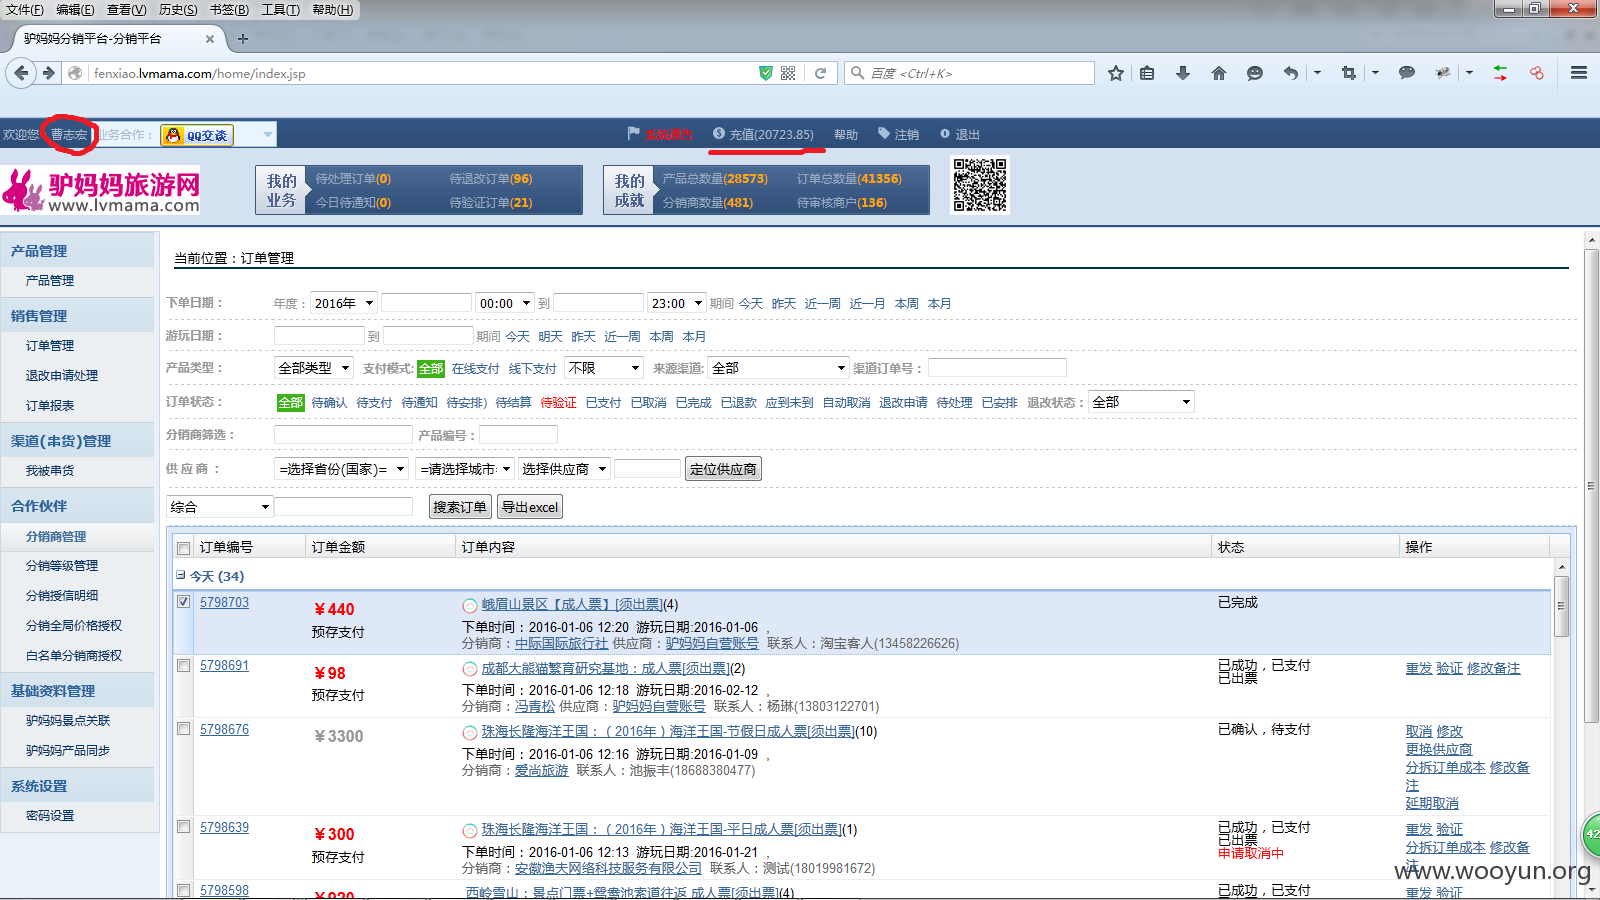 文件(F) 编辑(E) 查看(V) 历史(S) 书签(B) 工具(T) 帮助(H)
驴妈妈分销平台-分销平台
fenxiao.lvmama.com/home/index.jsp
百度 <Ctrl+K>
欢迎您 曹志宏 业务合作： QQ交谈
充值(20723.85) 帮助 注销 退出
驴妈妈旅游网
www.lvmama.com
我的业务
待处理订单(0) 待退改订单(96)
今日待通知(0) 待验证订单(21)
我的成就
产品总数量(28573) 订单总数量(41356)
分销商数量(481) 待审核商户(136)
产品管理
产品管理
销售管理
订单管理
退改申请处理
订单报表
渠道(串货)管理
我被串货
合作伙伴
分销商管理
分销等级管理
分销授信明细
分销全局价格授权
白名单分销商授权
基础资料管理
驴妈妈景点关联
驴妈妈产品同步
系统设置
密码设置
当前位置：订单管理
下单日期： 年度： 2016年 00:00 到 23:00 期间 今天 昨天 近一周 近一月 本周 本月
游玩日期： 到 期间 今天 明天 昨天 近一周 本周 本月
产品类型： 全部类型 支付模式: 全部 在线支付 线下支付 不限 来源渠道: 全部 渠道订单号：
订单状态： 全部 待确认 待支付 待通知 待安排) 待结算 待验证 已支付 已取消 已完成 已退款 应到未到 自动取消 退改申请 待处理 已安排 退改状态： 全部
分销商筛选： 产品编号：
供应商： =选择省份(国家)= =请选择城市= 选择供应商 定位供应商
综合 搜索订单 导出excel
订单编号 订单金额 订单内容 状态 操作
今天 (34)
5798703 ￥440 峨眉山景区【成人票】[须出票](4) 已完成
预存支付 下单时间：2016-01-06 12:20 游玩日期:2016-01-06 ，
分销商：中际国际旅行社 供应商：驴妈妈自营账号 联系人：淘宝客人(13458226626)
5798691 ￥98 成都大熊猫繁育研究基地：成人票[须出票](2) 已成功，已支付 重发 验证 修改备注
已出票
预存支付 下单时间：2016-01-06 12:18 游玩日期:2016-02-12 ，
分销商：冯青松 供应商：驴妈妈自营账号 联系人：杨琳(13803122701)
5798676 ￥3300 珠海长隆海洋王国：（2016年）海洋王国-节假日成人票[须出票](10) 已确认，待支付 取消 修改
更换供应商
下单时间：2016-01-06 12:16 游玩日期:2016-01-09 ，
分销商：爱尚旅游 联系人：池振丰(18688380477) 分拆订单成本 修改备注
延期取消
5798639 ￥300 珠海长隆海洋王国：（2016年）海洋王国-平日成人票[须出票](1) 已成功，已支付 重发 验证
已出票
预存支付 下单时间：2016-01-06 12:13 游玩日期:2016-01-21 ， 申请取消中 分拆订单成本 修改备注
分销商：安徽渔夫网络科技服务有限公司 联系人：测试(18019981672)
5798598 ￥920 西岭雪山：景点门票+鸳鸯池索道往返 成人票[须出票](4) 已成功，已支付 重发 验证
42
www.wooyun.org